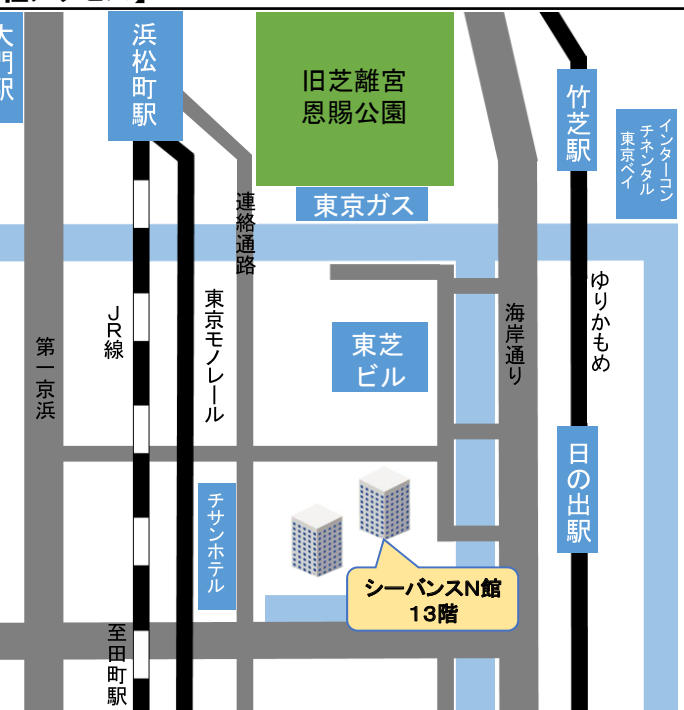 大門駅
浜松町駅
旧芝離宮
恩賜公園
竹芝駅
インターコン
チネンタル
東京ベイ
東京ガス
連絡通路
ゆりかもめ
東京モノレール
海岸通り
JR線
第一京浜
東芝
ビル
日の出駅
チサンホテル
シーバンスN館
13階
至田町駅